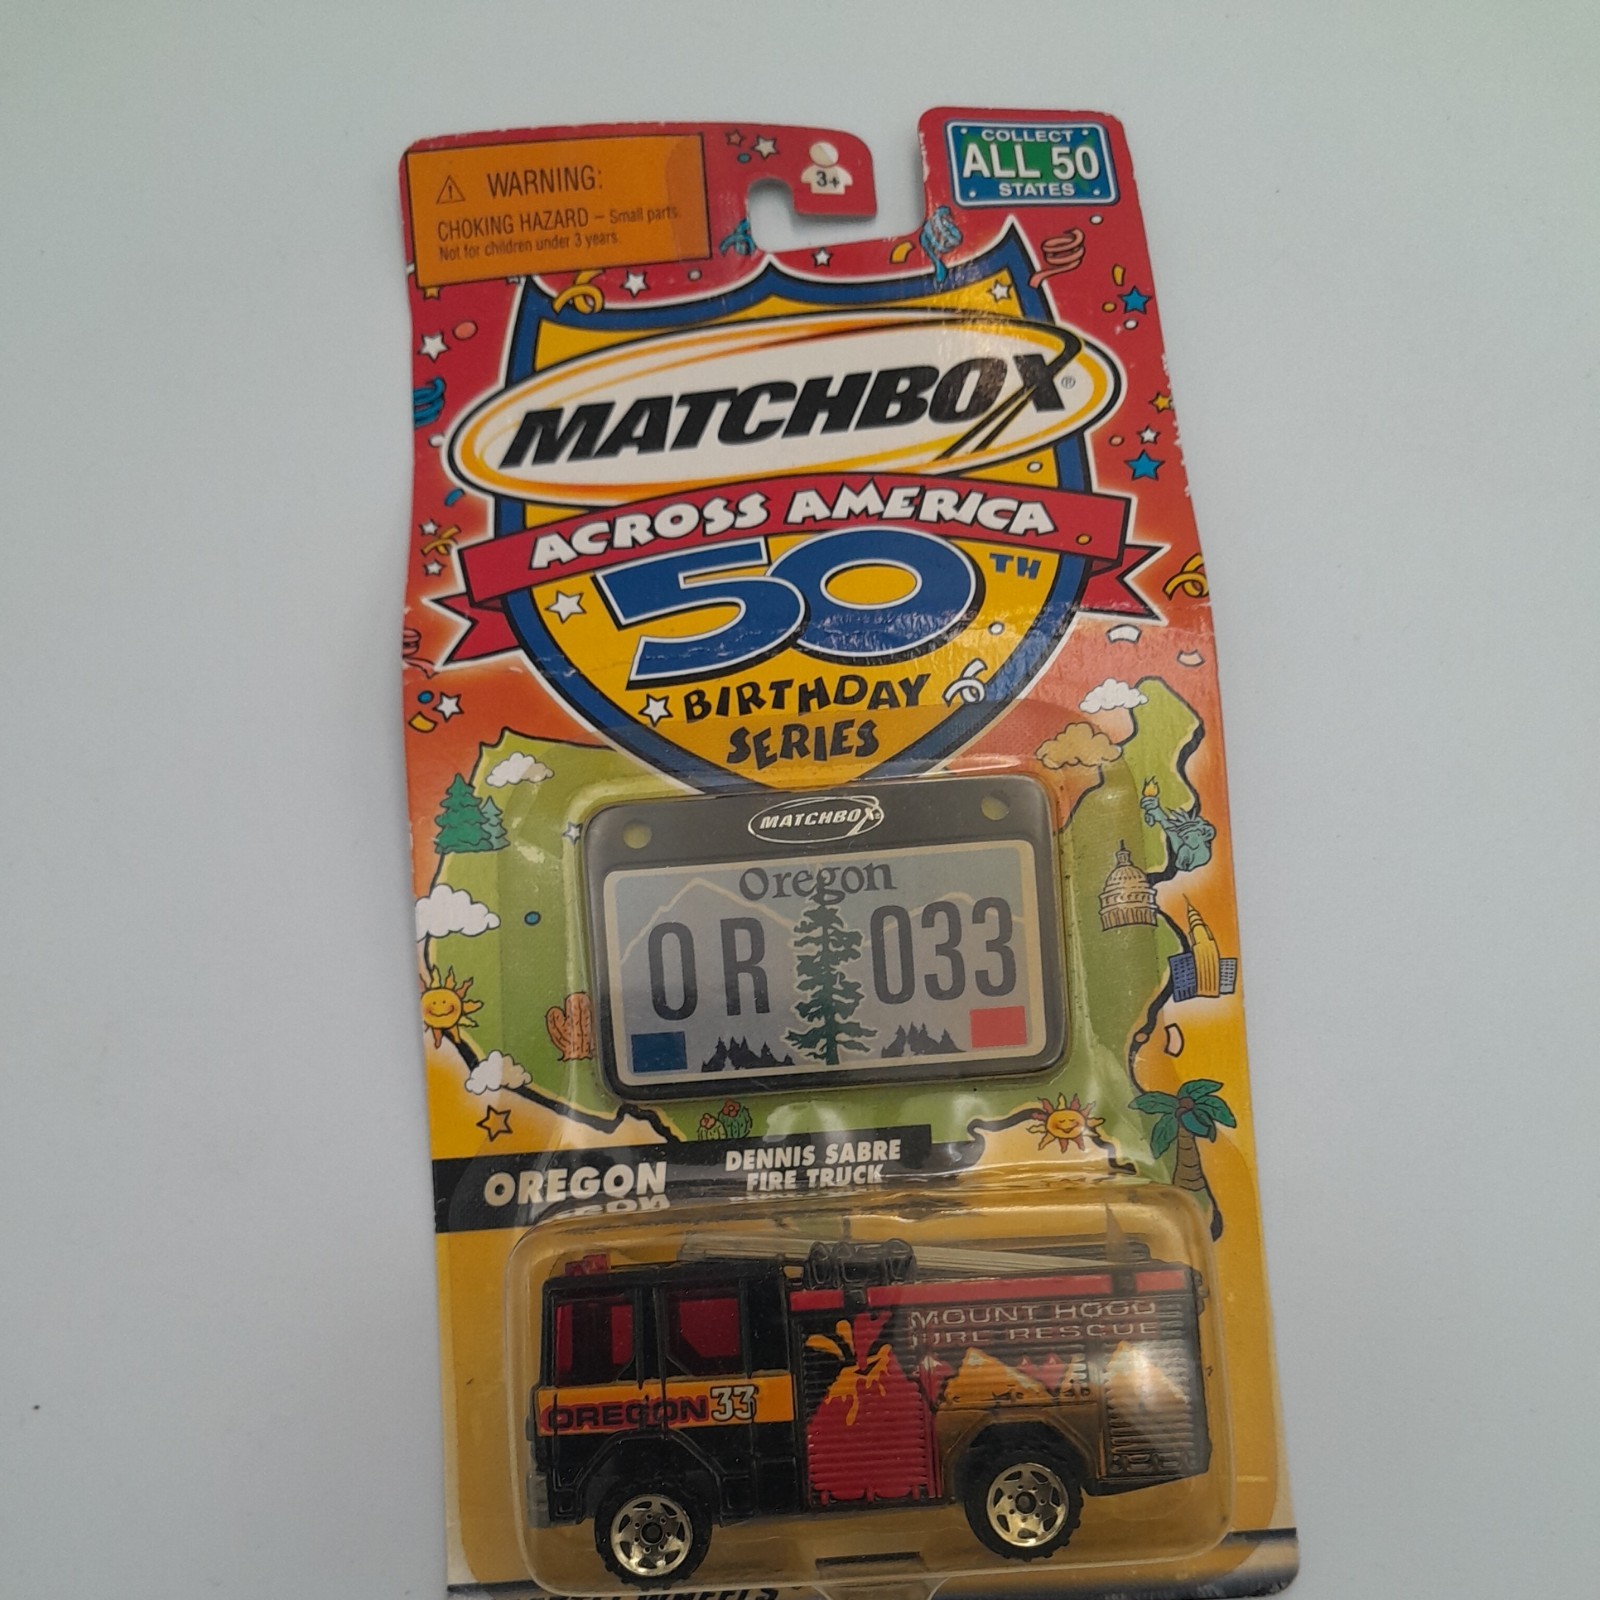 WARNING:
CHOKING HAZARD – Small parts.
Not for children under 3 years.
3+
COLLECT
ALL 50
STATES
MATCHBOX®
ACROSS AMERICA
50TH
BIRTHDAY
SERIES
MATCHBOX
Oregon
OR 033
OREGON
DENNIS SABRE
FIRE TRUCK
MOUNT HOOD
FIRE RESCUE
OREGON 33
WHEELS